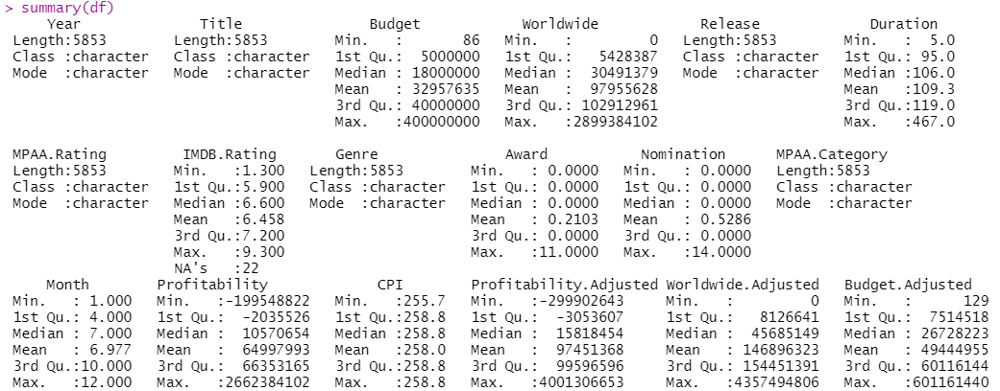 > summary(df)
Year Title Budget Worldwide Release Duration
Length:5853 Length:5853 Min. : 86 Min. : 0 Length:5853 Min. : 5.0
Class :character Class :character 1st Qu.: 5000000 1st Qu.: 5428387 Class :character 1st Qu.: 95.0
Mode :character Mode :character Median : 18000000 Median : 30491379 Mode :character Median :106.0
Mean : 32957635 Mean : 97955628 Mean :109.3
3rd Qu.: 40000000 3rd Qu.: 102912961 3rd Qu.:119.0
Max. :400000000 Max. :2899384102 Max. :467.0
MPAA.Rating IMDB.Rating Genre Award Nomination MPAA.Category
Length:5853 Min. :1.300 Length:5853 Min. : 0.0000 Min. : 0.0000 Length:5853
Class :character 1st Qu.:5.900 Class :character 1st Qu.: 0.0000 1st Qu.: 0.0000 Class :character
Mode :character Median :6.600 Mode :character Median : 0.0000 Median : 0.0000 Mode :character
Mean :6.458 Mean : 0.2103 Mean : 0.5286
3rd Qu.:7.200 3rd Qu.: 0.0000 3rd Qu.: 0.0000
Max. :9.300 Max. :11.0000 Max. :14.0000
NA's :22
Month Profitability CPI Profitability.Adjusted Worldwide.Adjusted Budget.Adjusted
Min. : 1.000 Min. :-199548822 Min. :255.7 Min. :-299902643 Min. : 0 Min. : 129
1st Qu.: 4.000 1st Qu.: -2035526 1st Qu.:258.8 1st Qu.: -3053607 1st Qu.: 8126641 1st Qu.: 7514518
Median : 7.000 Median : 10570654 Median :258.8 Median : 15818454 Median : 45685149 Median : 26728223
Mean : 6.977 Mean : 64997993 Mean :258.0 Mean : 97451368 Mean : 146896323 Mean : 49444955
3rd Qu.:10.000 3rd Qu.: 66353165 3rd Qu.:258.8 3rd Qu.: 99596596 3rd Qu.: 154451391 3rd Qu.: 60116144
Max. :12.000 Max. :2662384102 Max. :258.8 Max. :4001306653 Max. :4357494806 Max. :601161440